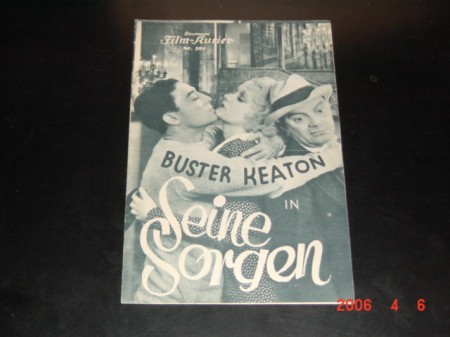 Film-Kurier
BUSTER KEATON
IN
Seine
Sorgen
2006 4 6